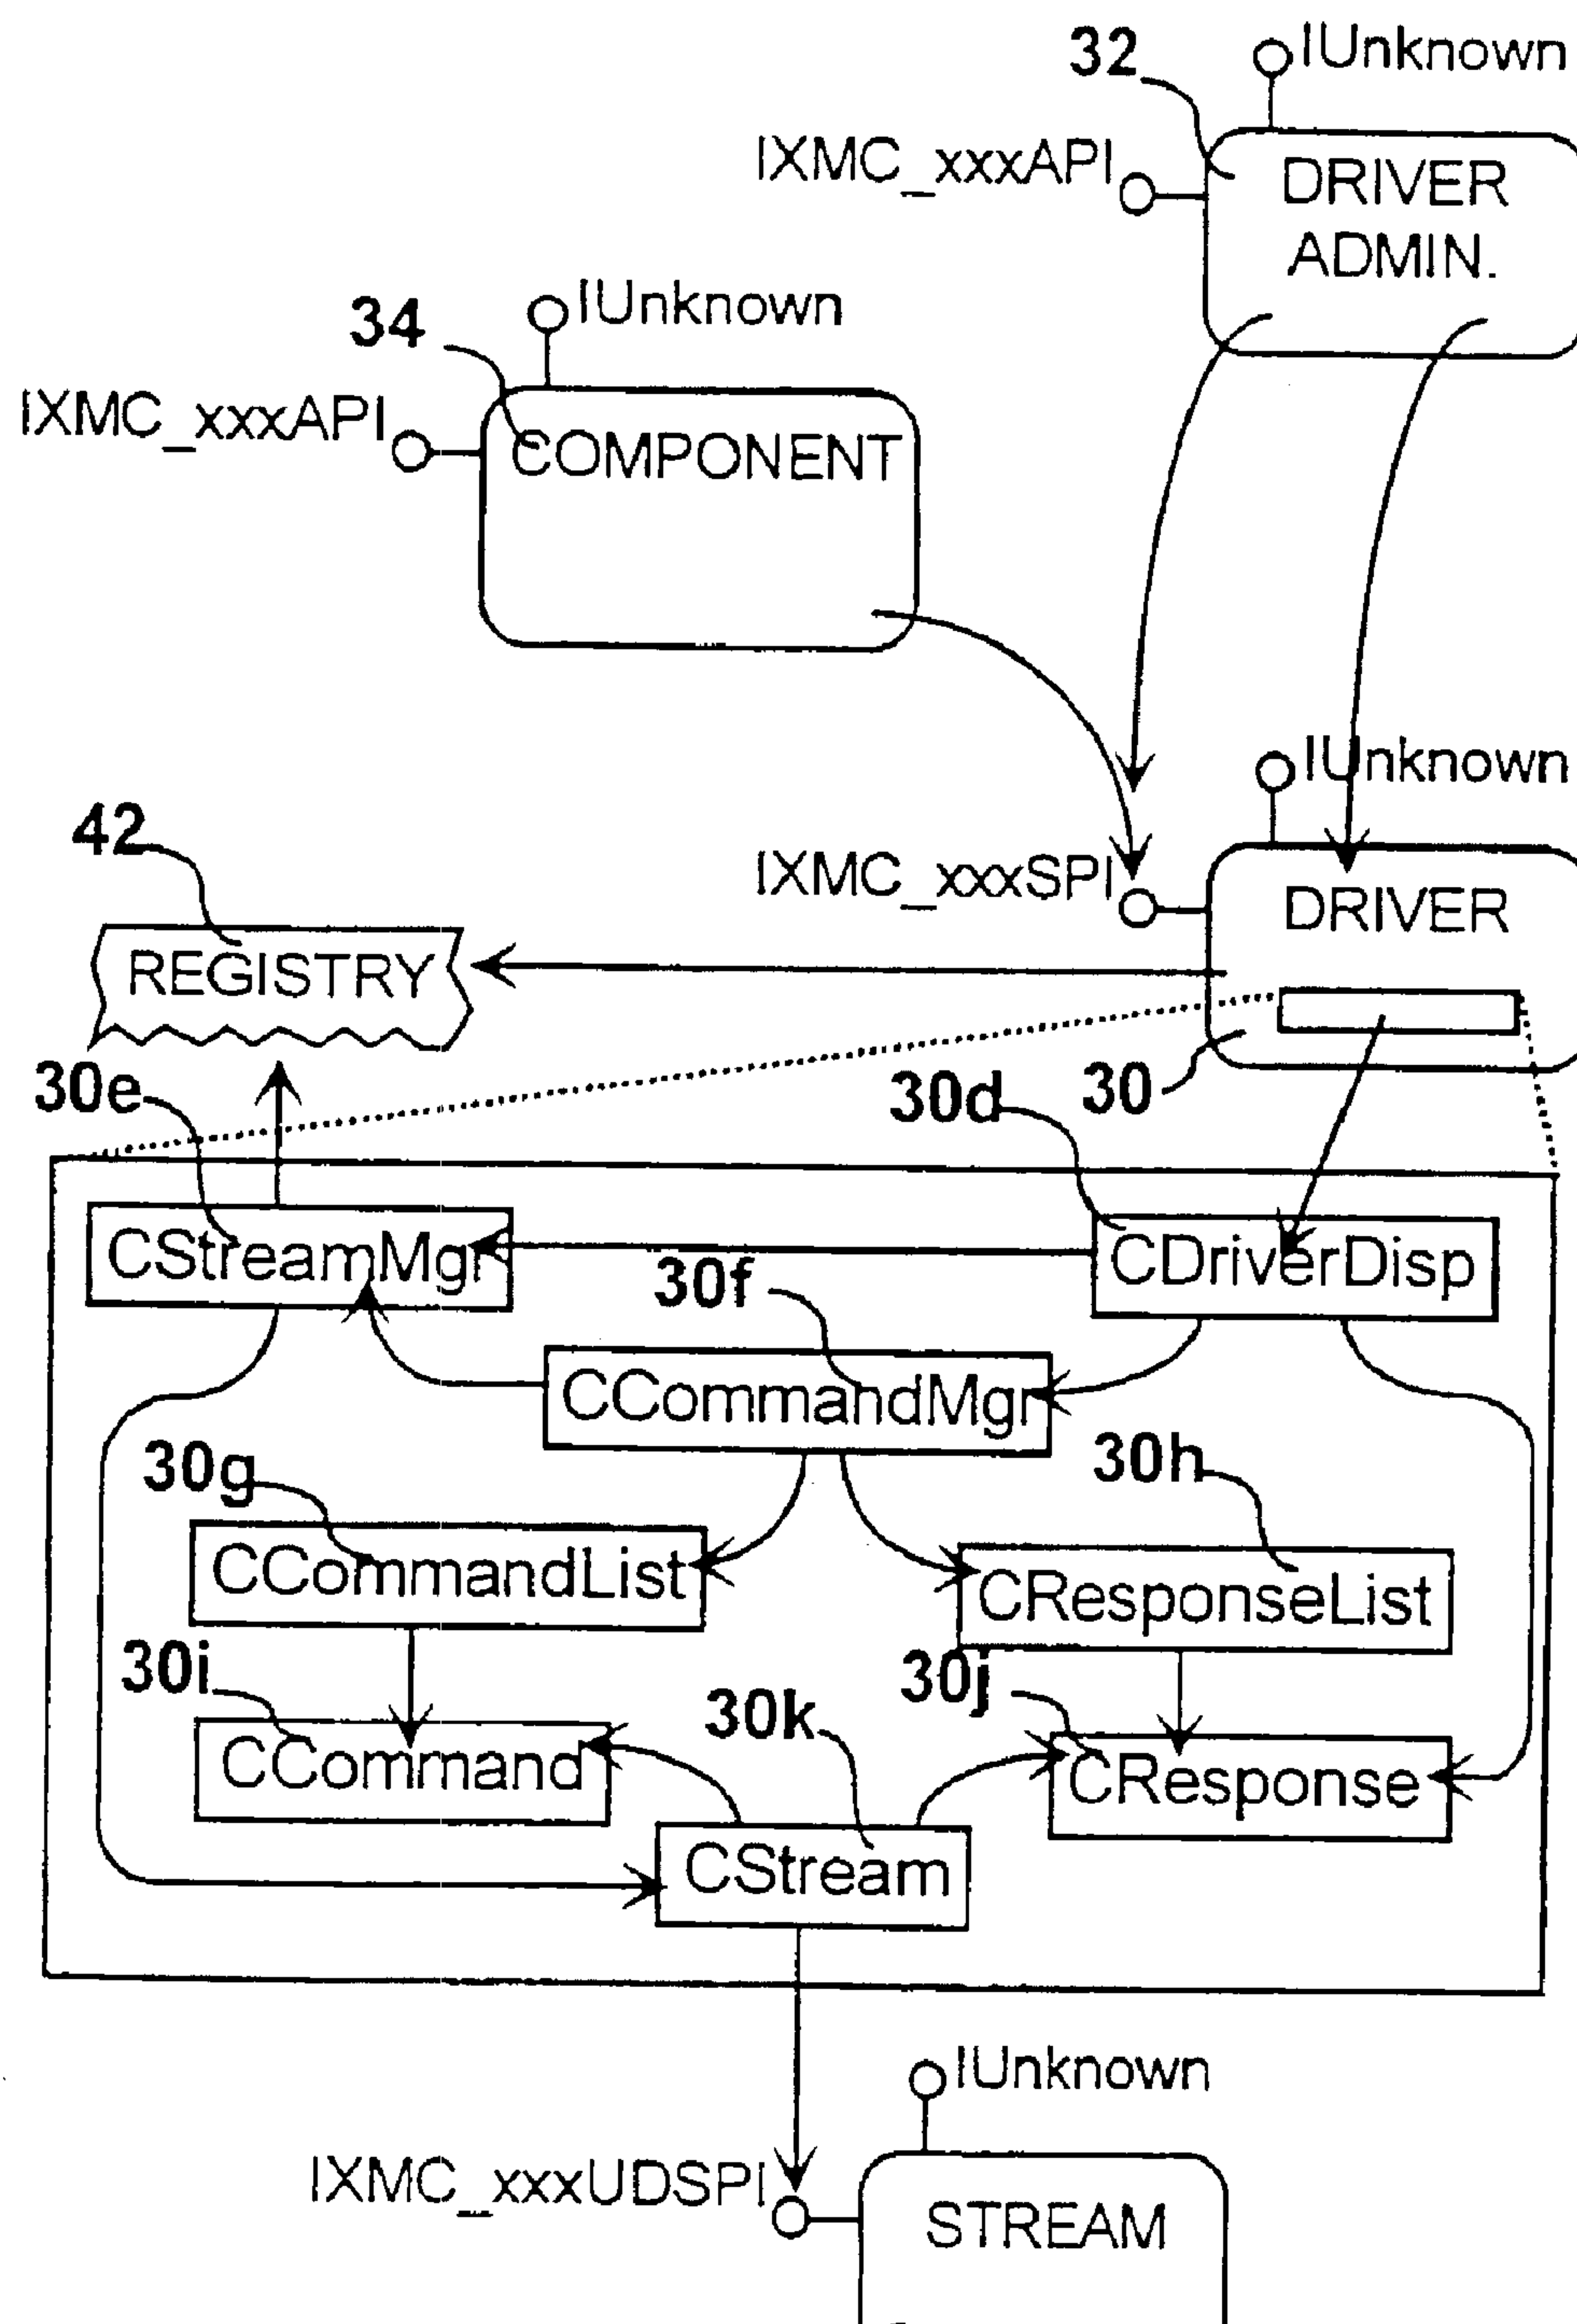 32
IUnknown
IXMC_xxxAPI
DRIVER
ADMIN.
34
IUnknown
IXMC_xxxAPI
COMPONENT
IUnknown
42
IXMC_xxxSPI
DRIVER
REGISTRY
30e
30d
30
CStreamMgr
CDriverDisp
30f
CCommandMgr
30g
30h
CCommandList
CResponseList
30i
30k
30j
CCommand
CResponse
CStream
IUnknown
IXMC_xxxUDSPI
STREAM